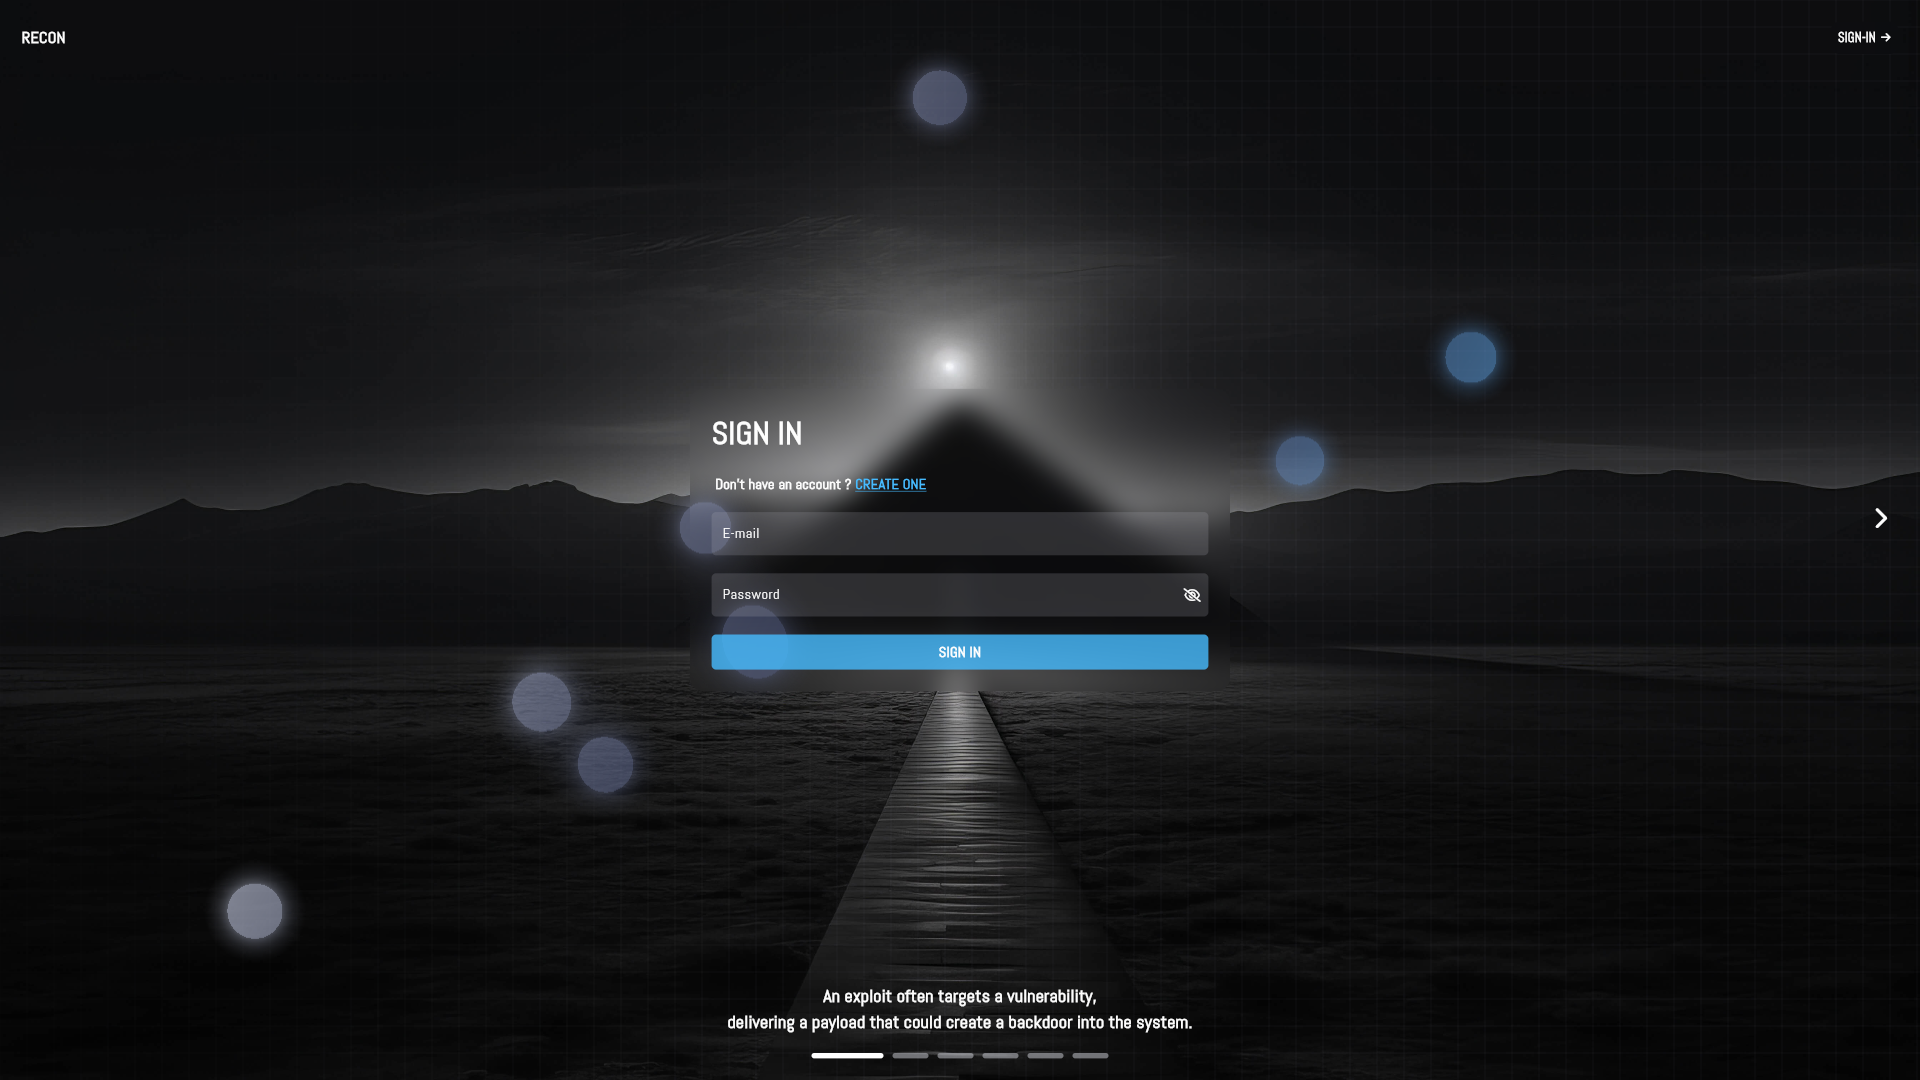 RECON
SIGN-IN
SIGN IN
Don't have an account ? CREATE ONE
E-mail
Password
SIGN IN
An exploit often targets a vulnerability,
delivering a payload that could create a backdoor into the system.